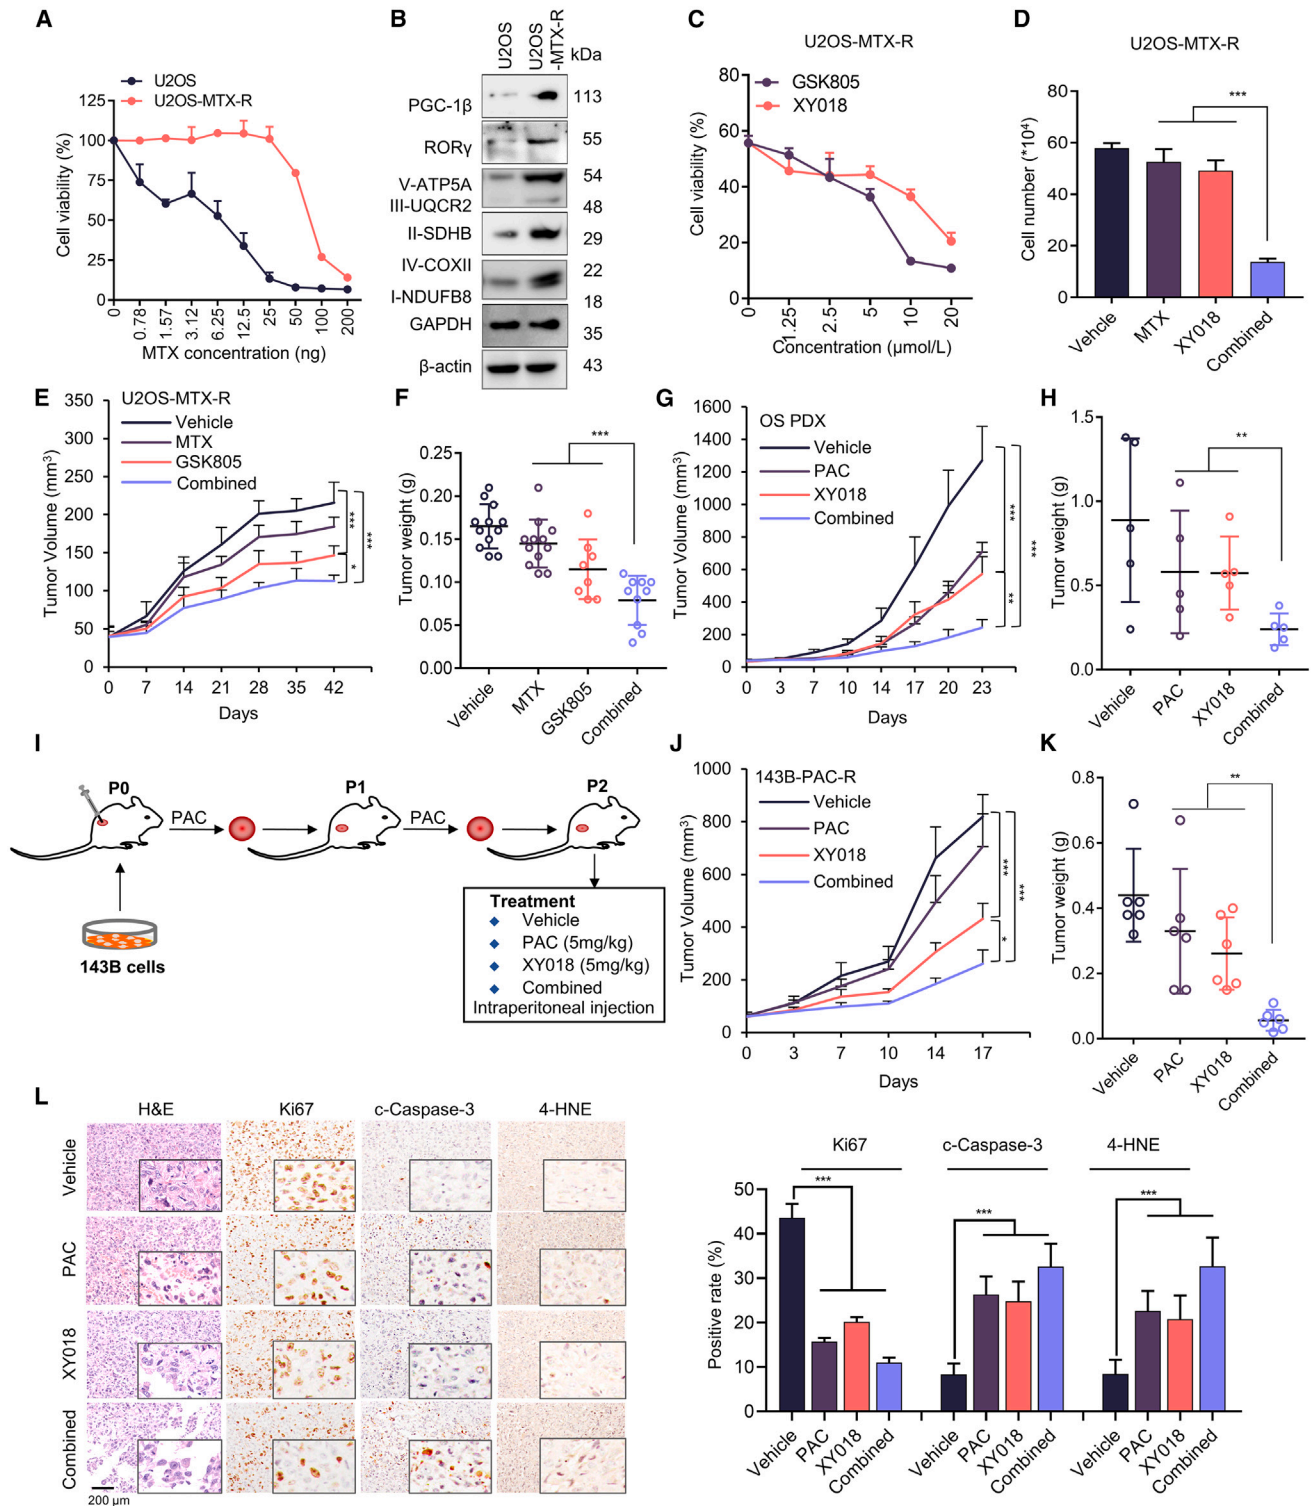 A
U2OS
U2OS-MTX-R
Cell viability (%)
125
100
75
50
25
0
0
0.78
1.57
3.12
6.25
12.5
25
50
100
200
MTX concentration (ng)
B
U2OS
U2OS
-MTX-R
kDa
PGC-1β
113
RORγ
55
V-ATP5A
54
III-UQCR2
48
II-SDHB
29
IV-COXII
22
I-NDUFB8
18
GAPDH
35
β-actin
43
C
U2OS-MTX-R
GSK805
XY018
Cell viability (%)
80
60
40
20
0
0
1.25
2.5
5
10
20
Concentration (μmol/L)
D
U2OS-MTX-R
Cell number (*10⁴)
80
60
40
20
0
***
Vehcle
MTX
XY018
Combined
E
U2OS-MTX-R
Vehicle
MTX
GSK805
Combined
Tumor Volume (mm³)
350
300
250
200
150
100
50
0
0
7
14
21
28
35
42
Days
***
*
***
F
Tumor weight (g)
0.25
0.20
0.15
0.10
0.05
0.00
***
Vehicle
MTX
GSK805
Combined
G
OS PDX
Vehicle
PAC
XY018
Combined
Tumor Volume (mm³)
1600
1400
1200
1000
800
600
400
200
0
0
3
7
10
14
17
20
23
Days
***
**
***
H
Tumor weight (g)
1.5
1.0
0.5
0.0
**
Vehicle
PAC
XY018
Combined
I
P0
PAC
P1
PAC
P2
143B cells
Treatment
Vehicle
PAC (5mg/kg)
XY018 (5mg/kg)
Combined
Intraperitoneal injection
J
143B-PAC-R
Vehicle
PAC
XY018
Combined
Tumor Volume (mm³)
1000
800
600
400
200
0
0
3
7
10
14
17
Days
***
*
***
K
Tumor weight (g)
0.8
0.6
0.4
0.2
0.0
**
Vehicle
PAC
XY018
Combined
L
H&E
Ki67
c-Caspase-3
4-HNE
Vehicle
PAC
XY018
Combined
200 μm
Ki67
c-Caspase-3
4-HNE
Positive rate (%)
50
40
30
20
10
0
***
***
***
Vehicle
PAC
XY018
Combined
Vehicle
PAC
XY018
Combined
Vehicle
PAC
XY018
Combined